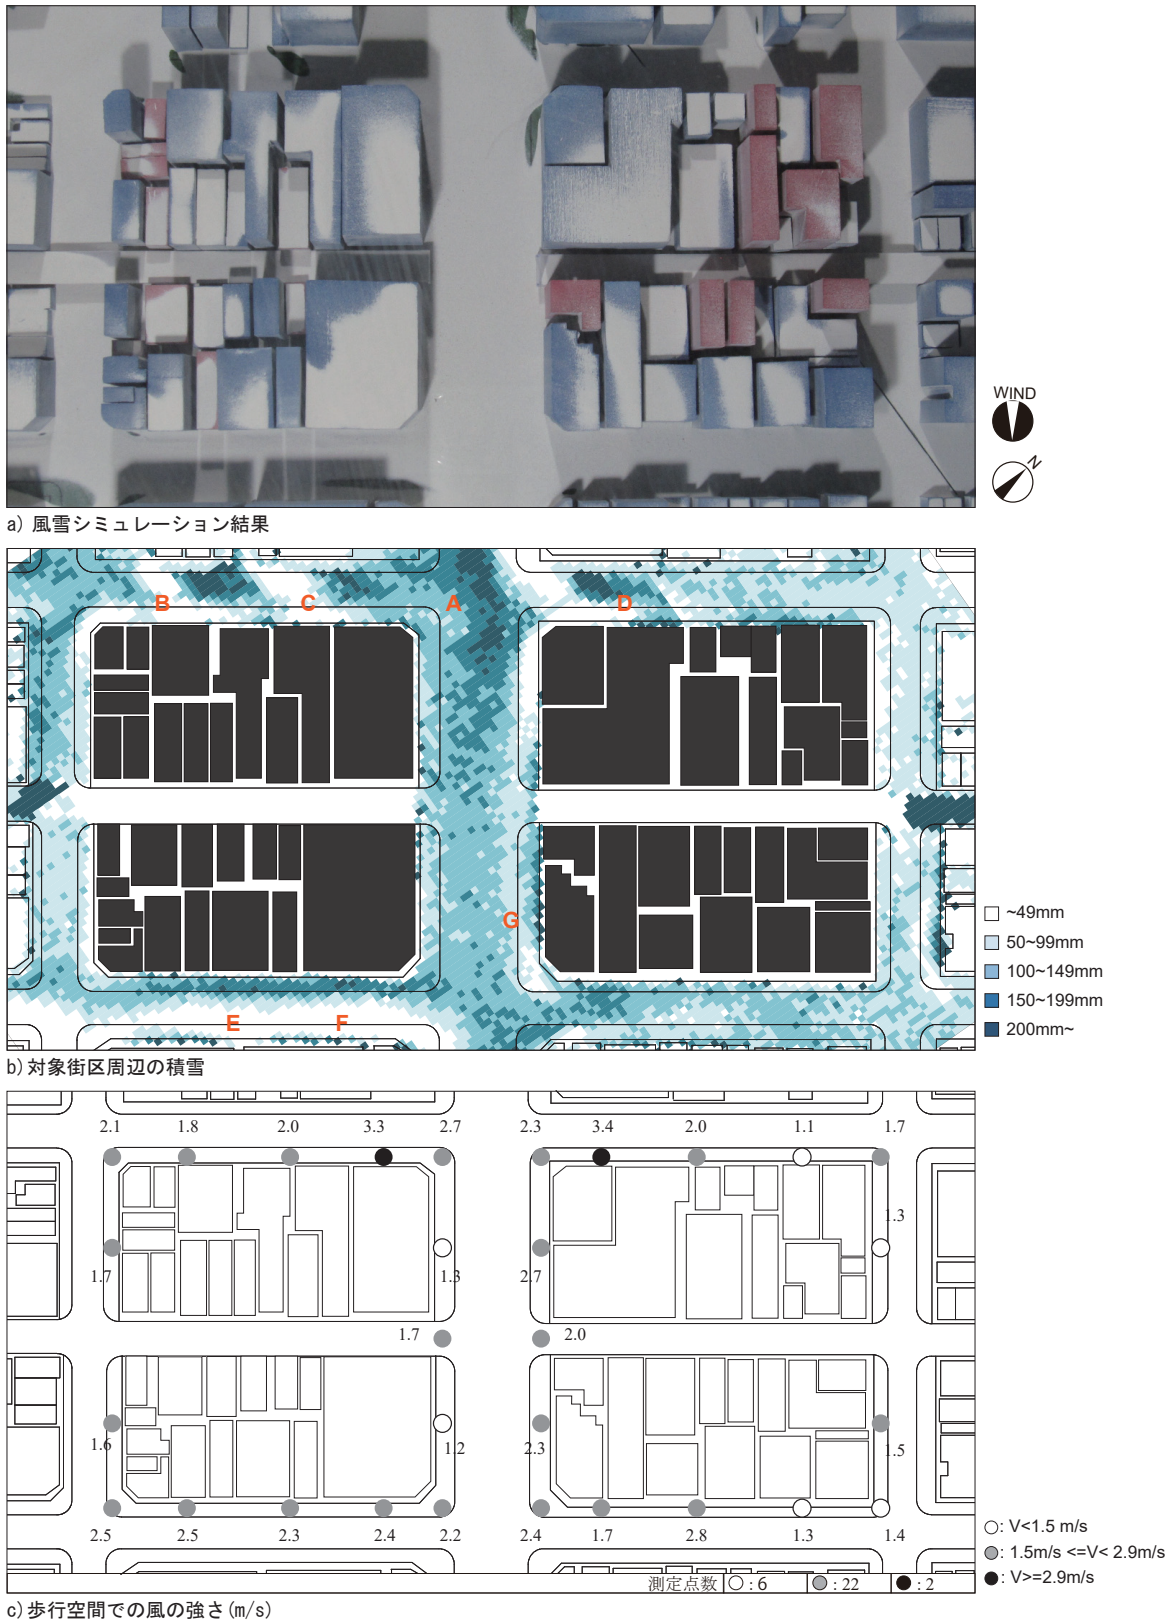 WIND
N
a) 風雪シミュレーション結果
B
C
A
D
G
E
F
~49mm
50~99mm
100~149mm
150~199mm
200mm~
b) 対象街区周辺の積雪
2.1 1.8 2.0 3.3 2.7 2.3 3.4 2.0 1.1 1.7
1.3
1.7 1.3 2.7
1.7 2.0
1.6 1.2 2.3 1.5
2.5 2.5 2.3 2.4 2.2 2.4 1.7 2.8 1.3 1.4
: V<1.5 m/s
: 1.5m/s <=V< 2.9m/s
: V>=2.9m/s
測定点数 : 6 : 22 : 2
c) 歩行空間での風の強さ(m/s)